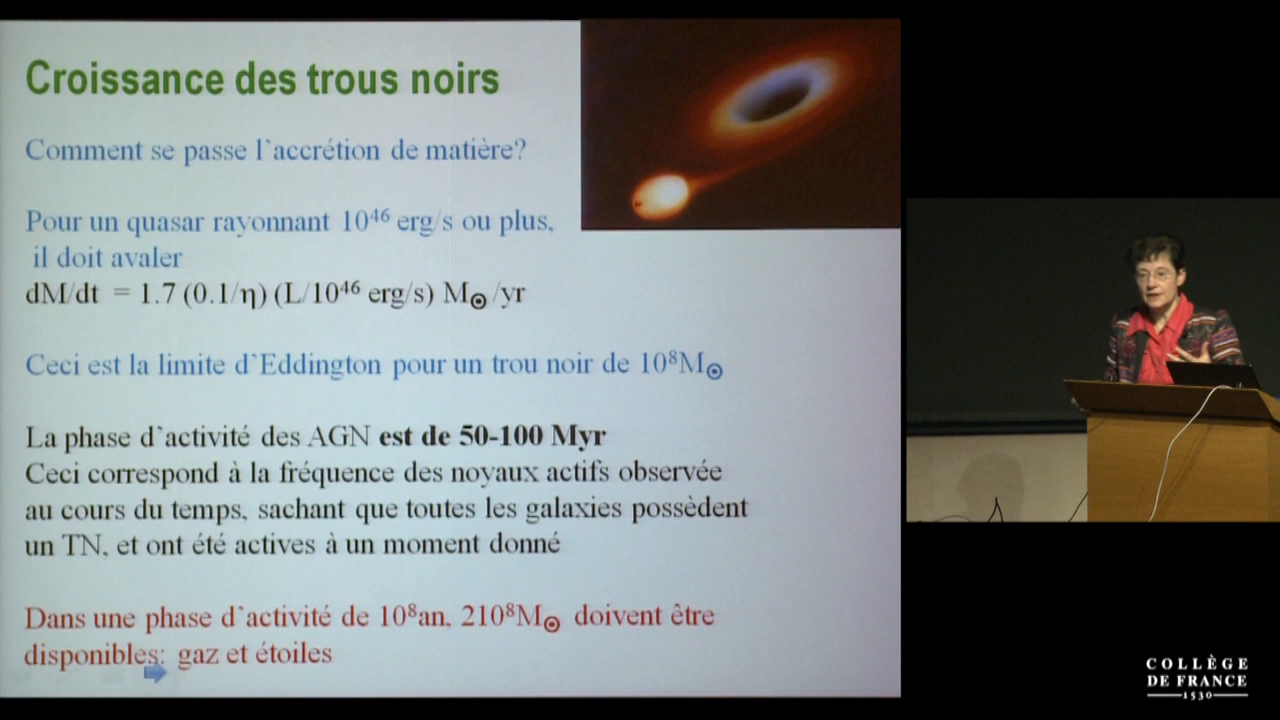 Croissance des trous noirs
Comment se passe l`accrétion de matière?
Pour un quasar rayonnant 10⁴⁶ erg/s ou plus,
il doit avaler
dM/dt = 1.7 (0.1/η) (L/10⁴⁶ erg/s) M☉ /yr
Ceci est la limite d`Eddington pour un trou noir de 10⁸M☉
La phase d`activité des AGN est de 50-100 Myr
Ceci correspond à la fréquence des noyaux actifs observée
au cours du temps, sachant que toutes les galaxies possèdent
un TN, et ont été actives à un moment donné
Dans une phase d`activité de 10⁸an, 210⁸M☉ doivent être
disponibles: gaz et étoiles
COLLÈGE
DE FRANCE
1530